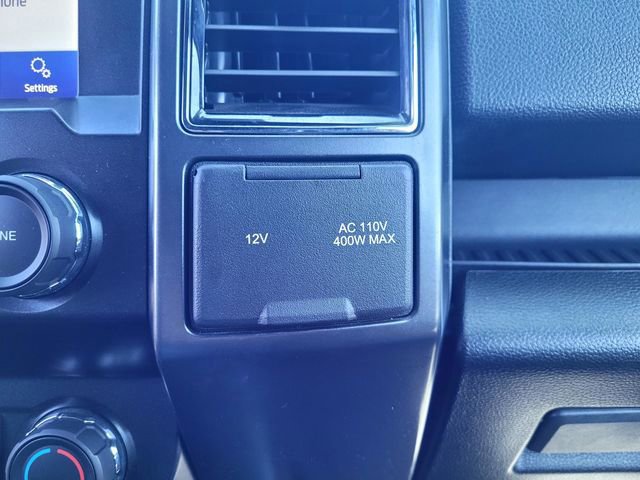 Settings
12V
AC 110V
400W MAX